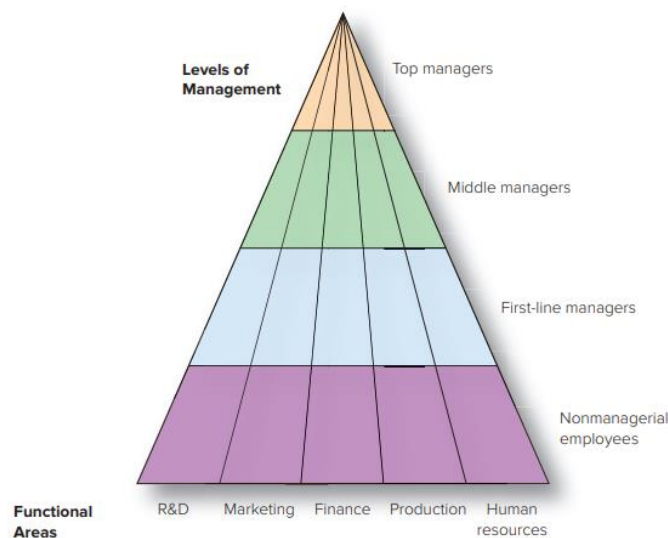 Levels of
Management
Top managers
Middle managers
First-line managers
Nonmanagerial
employees
Functional
Areas
R&D
Marketing
Finance
Production
Human
resources